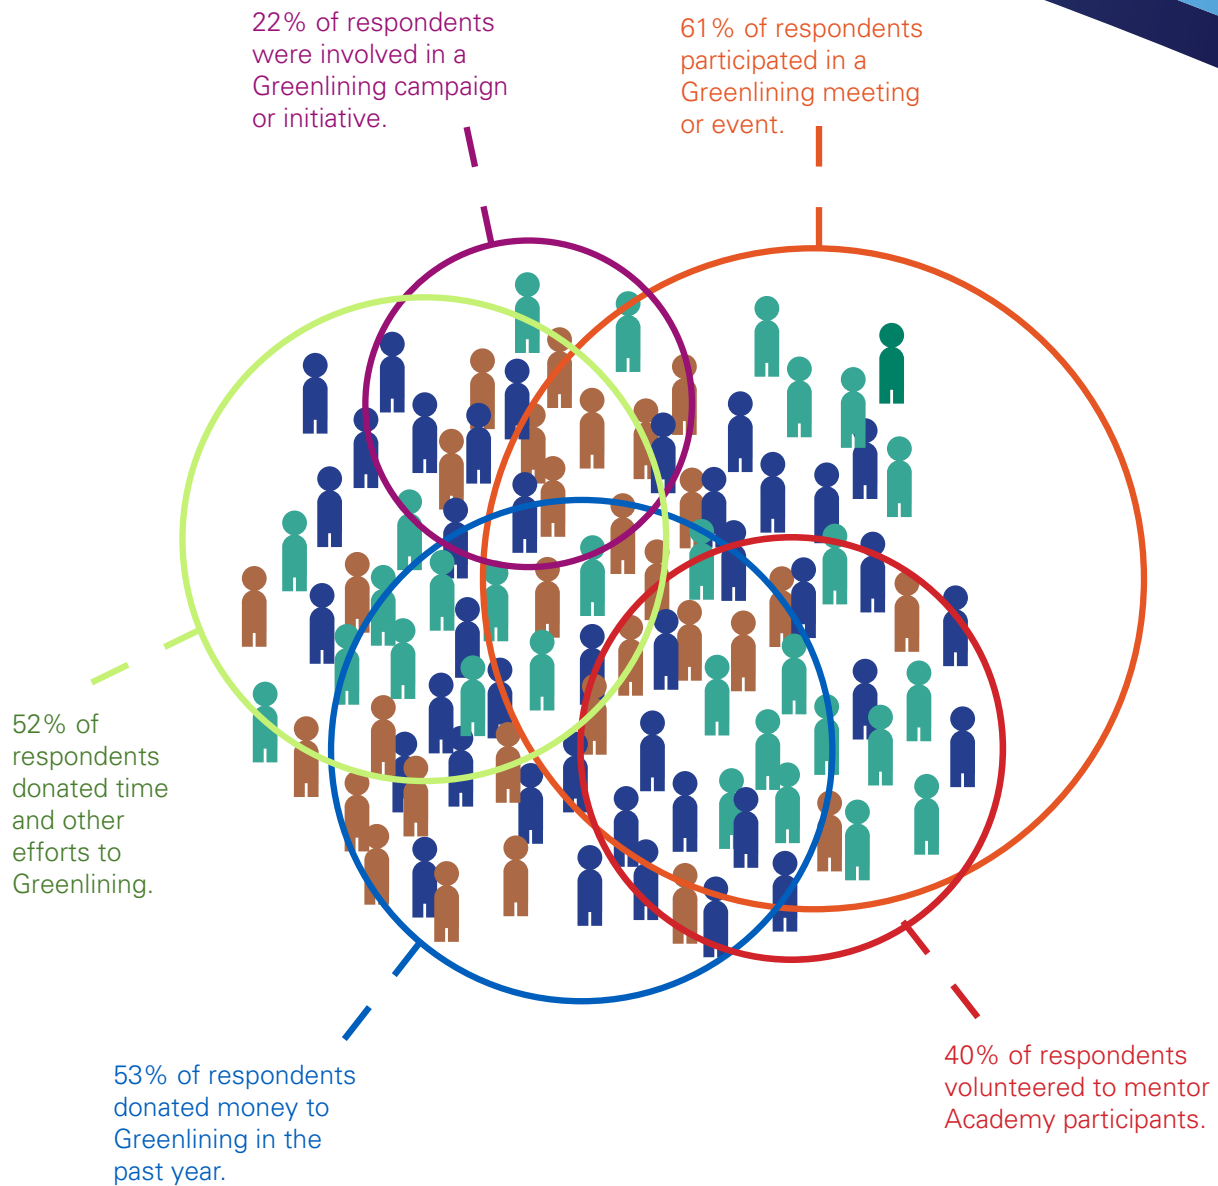 22% of respondents
were involved in a
Greenlining campaign
or initiative.
61% of respondents
participated in a
Greenlining meeting
or event.
52% of
respondents
donated time
and other
efforts to
Greenlining.
53% of respondents
donated money to
Greenlining in the
past year.
40% of respondents
volunteered to mentor
Academy participants.